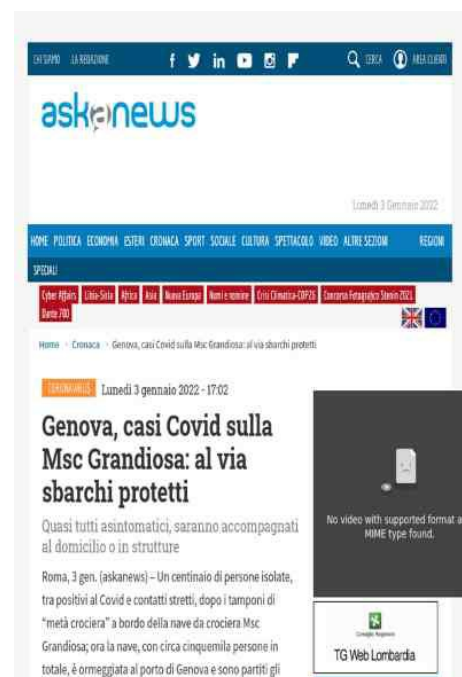 CHI SIAMO LA REDAZIONE
CERCA AREA CLIENTI
askanews
Lunedì 3 Gennaio 2022
HOME POLITICA ECONOMIA ESTERI CRONACA SPORT SOCIALE CULTURA SPETTACOLO VIDEO ALTRE SEZIONI REGIONI
SPECIALI
Cyber Affairs Libia-Siria Africa Asia Nuova Europa Nomi e nomine Crisi Climatica-COP26 Concorso Fotografico Stenin 2021
Dante 700
Home Cronaca Genova, casi Covid sulla Msc Grandiosa: al via sbarchi protetti
CORONAVIRUS Lunedì 3 gennaio 2022 - 17:02
Genova, casi Covid sulla
Msc Grandiosa: al via
sbarchi protetti
Quasi tutti asintomatici, saranno accompagnati
al domicilio o in strutture
Roma, 3 gen. (askanews) – Un centinaio di persone isolate,
tra positivi al Covid e contatti stretti, dopo i tamponi di
"metà crociera" a bordo della nave da crociera Msc
Grandiosa; ora la nave, con circa cinquemila persone in
totale, è ormeggiata al porto di Genova e sono partiti gli
No video with supported format a
MIME type found.
Consiglio Regionale
TG Web Lombardia